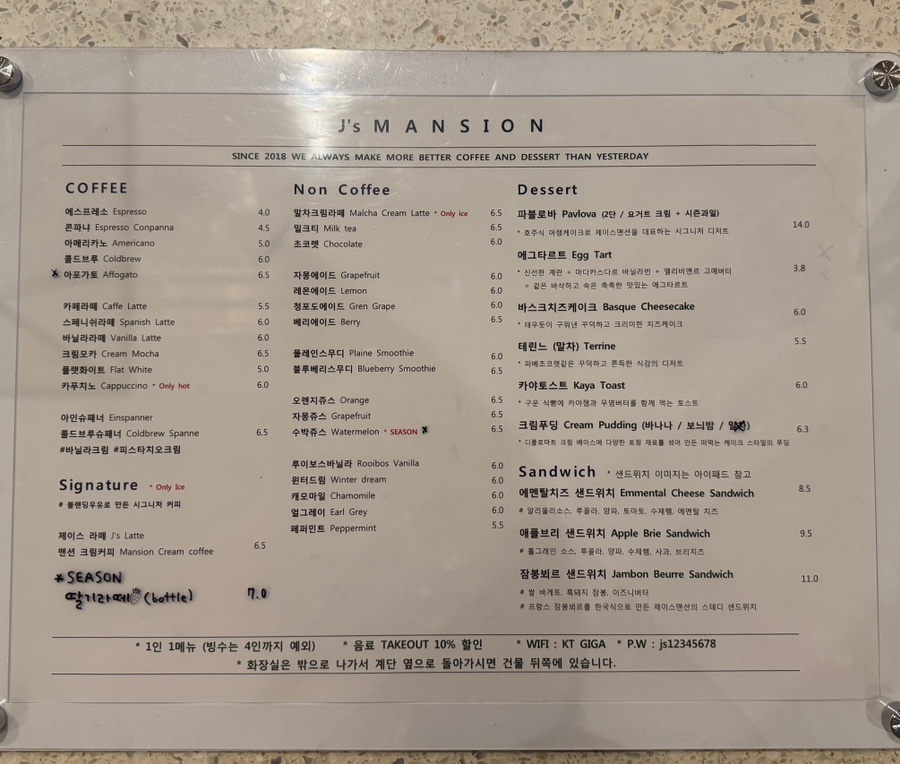 J's MANSION
SINCE 2018 WE ALWAYS MAKE MORE BETTER COFFEE AND DESSERT THAN YESTERDAY
COFFEE
에스프레소 Espresso 4.0
콘파냐 Espresso Conpanna 4.5
아메리카노 Americano 5.0
콜드브루 Coldbrew 6.0
아포가토 Affogato 6.5
카페라떼 Caffe Latte 5.5
스페니쉬라떼 Spanish Latte 6.0
바닐라라떼 Vanilla Latte 6.0
크림모카 Cream Mocha 6.5
플랫화이트 Flat White 5.0
카푸치노 Cappuccino * Only hot 6.0
아인슈패너 Einspanner
콜드브루슈패너 Coldbrew Spanne 6.5
#바닐라크림 #피스타치오크림
Signature * Only Ice
# 블랜딩우유로 만든 시그니처 커피
제이스 라떼 J's Latte
맨션 크림커피 Mansion Cream coffee 6.5
*SEASON
딸기라떼 (bottle) 7.0
Non Coffee
말차크림라떼 Malcha Cream Latte * Only ice 6.5
밀크티 Milk tea 6.5
초코렛 Chocolate 6.0
자몽에이드 Grapefruit 6.0
레몬에이드 Lemon 6.0
청포도에이드 Gren Grape 6.0
베리에이드 Berry 6.5
플레인스무디 Plaine Smoothie 6.0
블루베리스무디 Blueberry Smoothie 6.5
오렌지쥬스 Orange 6.5
자몽쥬스 Grapefruit 6.5
수박쥬스 Watermelon * SEASON 6.5
루이보스바닐라 Rooibos Vanilla 6.0
윈터드림 Winter dream 6.0
캐모마일 Chamomile 6.0
얼그레이 Earl Grey 6.0
페퍼민트 Peppermint 5.5
Dessert
파블로바 Pavlova (2단 / 요거트 크림 + 시즌과일) 14.0
* 호주식 머랭케이크로 제이스맨션을 대표하는 시그니처 디저트
에그타르트 Egg Tart 3.8
* 신선한 계란 + 마다카스다르 바닐라빈 + 엘리비앤르 고메버터
= 겉은 바삭하고 속은 촉촉한 맛있는 에그타르트
바스크치즈케이크 Basque Cheesecake 6.0
* 태우듯이 구워낸 꾸덕하고 크리미한 치즈케이크
테린느 (말차) Terrine 5.5
* 파베초코렛같은 꾸덕하고 쫀득한 식감의 디저트
카야토스트 Kaya Toast 6.0
* 구운 식빵에 카야잼과 무염버터를 함께 먹는 토스트
크림푸딩 Cream Pudding (바나나 / 보늬밤 / ) 6.3
* 디플로마트 크림 베이스에 다양한 토핑 재료를 섞어 만든 떠먹는 케이크 스타일의 푸딩
Sandwich * 샌드위치 이미지는 아이패드 참고
에멘탈치즈 샌드위치 Emmental Cheese Sandwich 8.5
# 알리올리소스, 루꼴라, 양파, 토마토, 수제햄, 에멘탈 치즈
애플브리 샌드위치 Apple Brie Sandwich 9.5
# 홀그레인 소스, 루꼴라, 양파, 수제햄, 사과, 브리치즈
잠봉뵈르 샌드위치 Jambon Beurre Sandwich 11.0
# 쌀 바게트, 흑돼지 잠봉, 이즈니버터
# 프랑스 잠봉뵈르를 한국식으로 만든 제이스맨션의 스테디 샌드위치
* 1인 1메뉴 (빙수는 4인까지 예외) * 음료 TAKEOUT 10% 할인 * WIFI : KT GIGA * P.W : js12345678
* 화장실은 밖으로 나가서 계단 옆으로 돌아가시면 건물 뒤쪽에 있습니다.